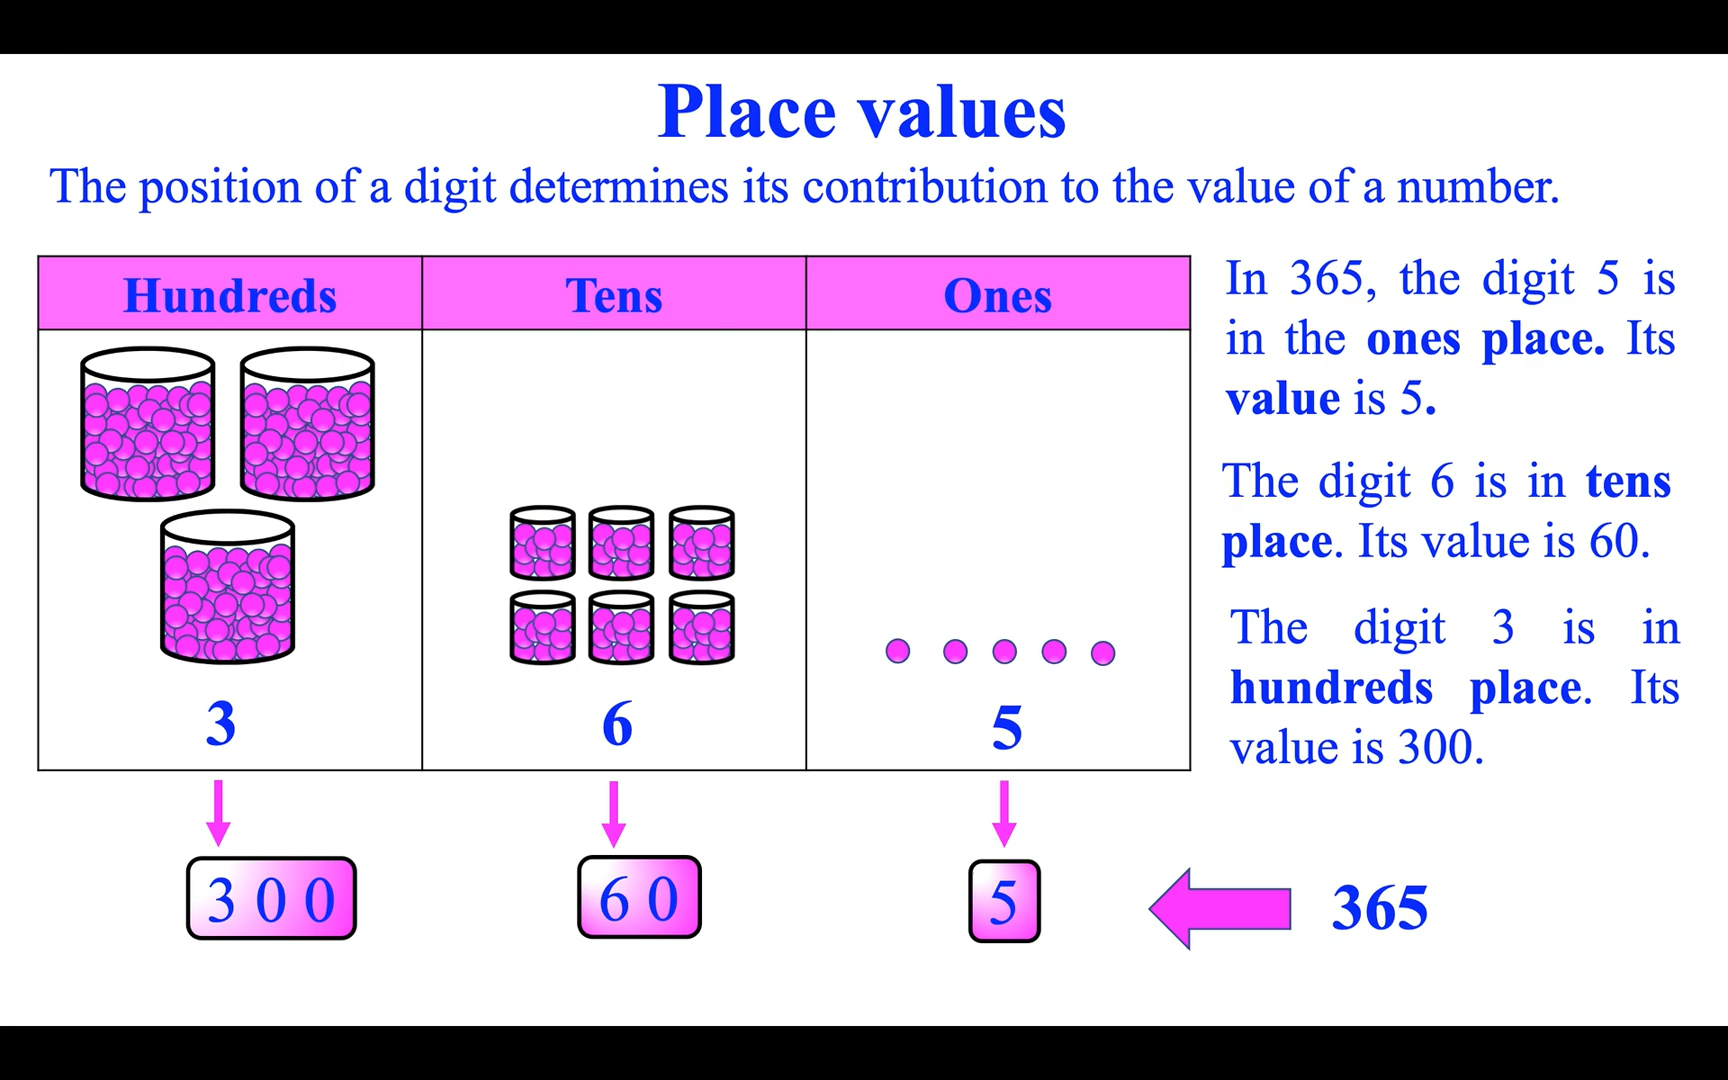 Place values
The position of a digit determines its contribution to the value of a number.
Hundreds Tens Ones
3 6 5
3 0 0 6 0 5 365
In 365, the digit 5 is
in the ones place. Its
value is 5.
The digit 6 is in tens
place. Its value is 60.
The digit 3 is in
hundreds place. Its
value is 300.